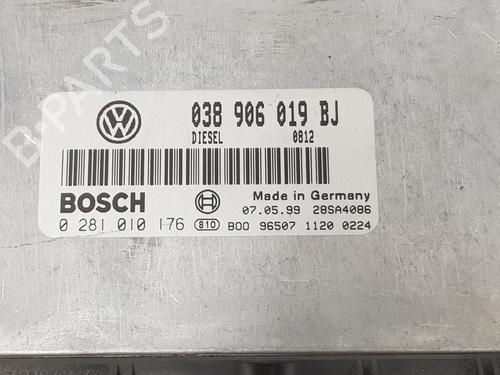 038 906 019 BJ
DIESEL 0812
BOSCH
Made in Germany
07.05.99 28SA4086
0 281 010 176 810 B00 96507 1120 0224
B-PARTS